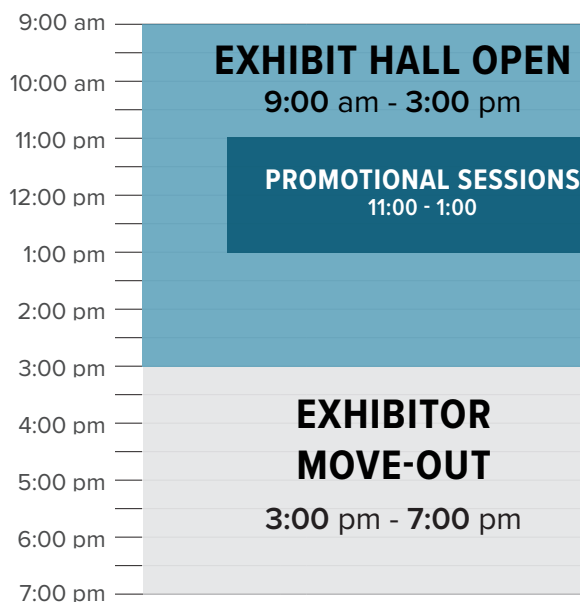 9:00 am
EXHIBIT HALL OPEN
9:00 am - 3:00 pm
10:00 am
11:00 pm
PROMOTIONAL SESSIONS
11:00 - 1:00
12:00 pm
1:00 pm
2:00 pm
3:00 pm
EXHIBITOR
MOVE-OUT
3:00 pm - 7:00 pm
4:00 pm
5:00 pm
6:00 pm
7:00 pm